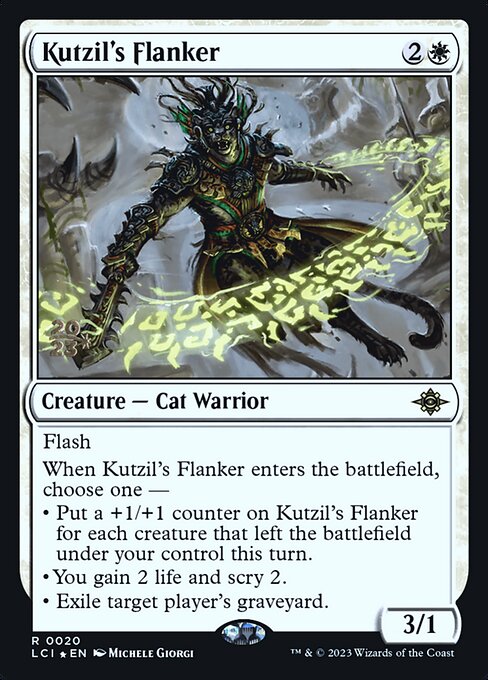 Kutzil's Flanker
2
20
23
Creature — Cat Warrior
Flash
When Kutzil's Flanker enters the battlefield,
choose one —
• Put a +1/+1 counter on Kutzil's Flanker
for each creature that left the battlefield
under your control this turn.
• You gain 2 life and scry 2.
• Exile target player's graveyard.
3/1
R 0020
LCI ★ EN Michele Giorgi
™ & © 2023 Wizards of the Coast